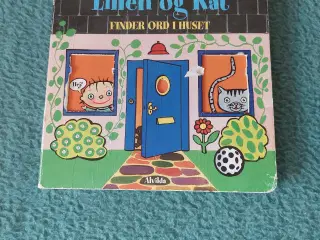 Lillen og Kat
FINDER ORD I HUSET
Hej
Alvilda